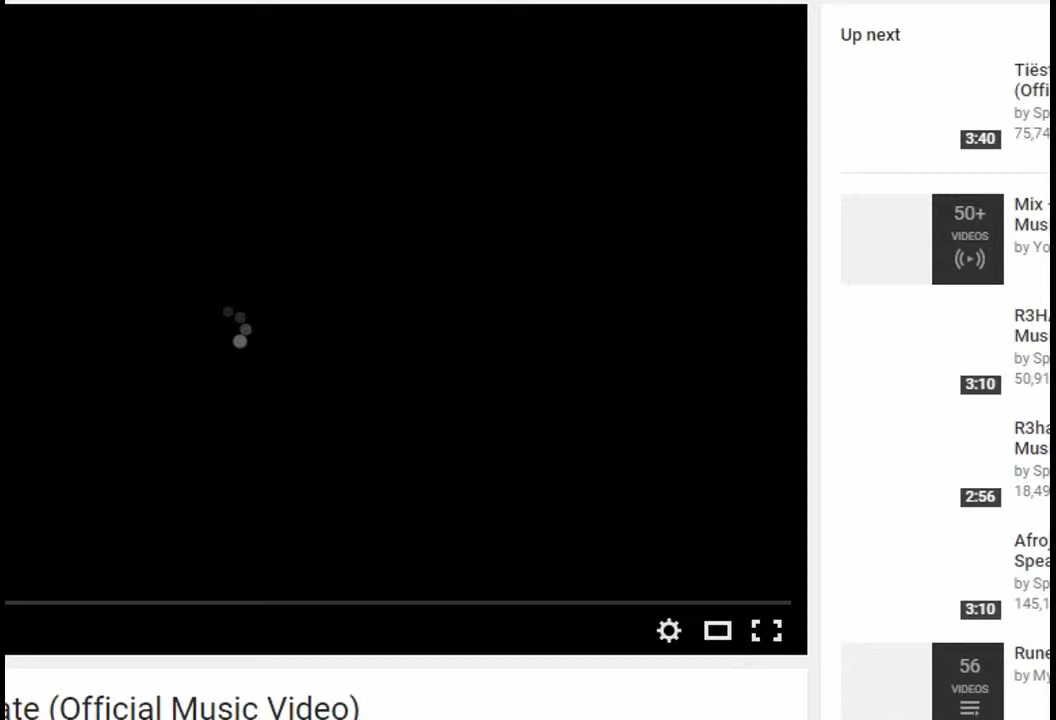 Up next
Tiës
(Offi
by Sp
75,74
3:40
50+
VIDEOS
Mix -
Mus
by Yo
R3H
Mus
by Sp
50,91
3:10
R3ha
Mus
by Sp
18,49
2:56
Afroj
Spea
by Sp
145,1
3:10
56
VIDEOS
Rune
by My
ate (Official Music Video)